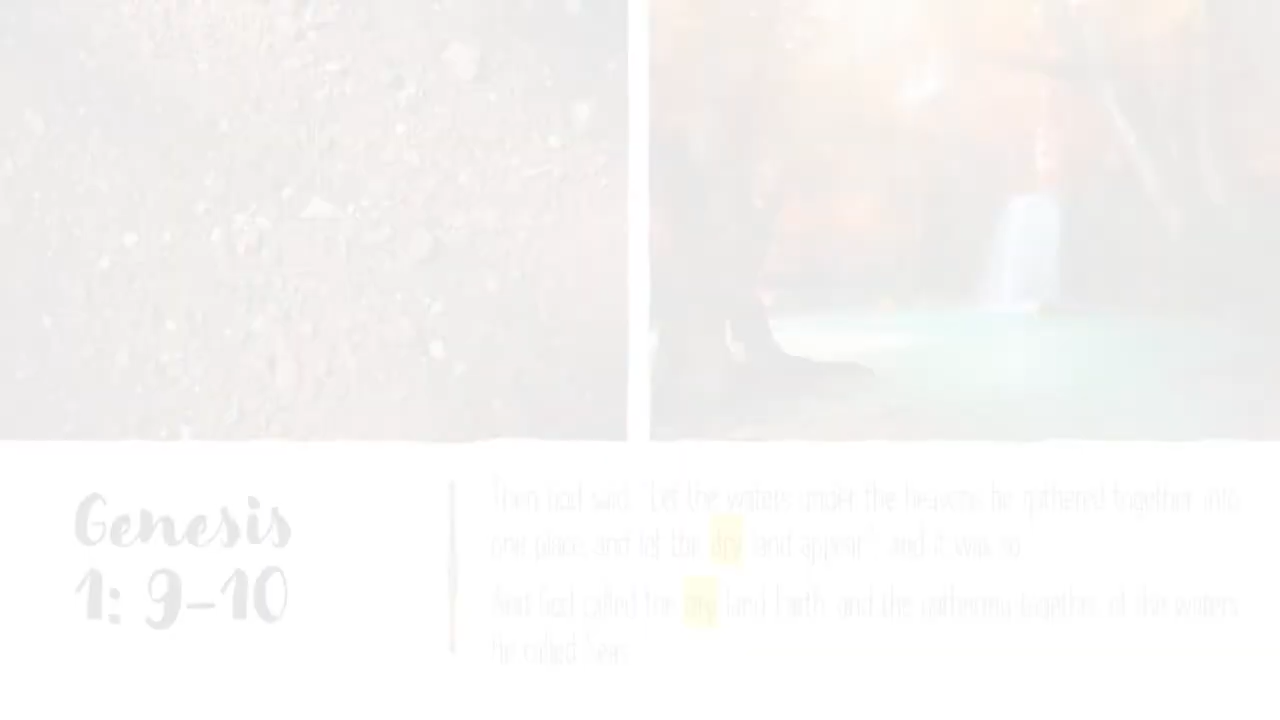 Genesis
1: 9-10
Then God said, "Let the waters under the heavens be gathered together into
one place, and let the dry land appear"; and it was so.
And God called the dry land Earth, and the gathering together of the waters
He called Seas.